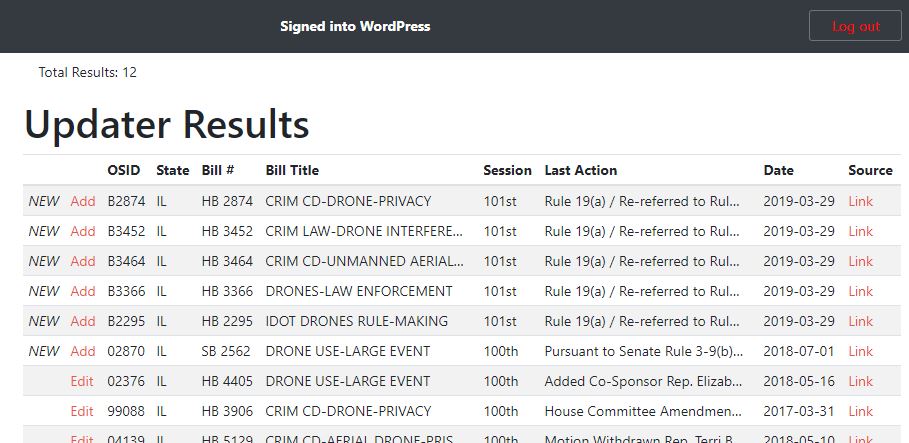 Signed into WordPress Log out
Total Results: 12
Updater Results
OSID State Bill # Bill Title Session Last Action Date Source
NEW Add B2874 IL HB 2874 CRIM CD-DRONE-PRIVACY 101st Rule 19(a) / Re-referred to Rul... 2019-03-29 Link
NEW Add B3452 IL HB 3452 CRIM LAW-DRONE INTERFERE... 101st Rule 19(a) / Re-referred to Rul... 2019-03-29 Link
NEW Add B3464 IL HB 3464 CRIM CD-UNMANNED AERIAL... 101st Rule 19(a) / Re-referred to Rul... 2019-03-29 Link
NEW Add B3366 IL HB 3366 DRONES-LAW ENFORCEMENT 101st Rule 19(a) / Re-referred to Rul... 2019-03-29 Link
NEW Add B2295 IL HB 2295 IDOT DRONES RULE-MAKING 101st Rule 19(a) / Re-referred to Rul... 2019-03-29 Link
NEW Add 02870 IL SB 2562 DRONE USE-LARGE EVENT 100th Pursuant to Senate Rule 3-9(b)... 2018-07-01 Link
Edit 02376 IL HB 4405 DRONE USE-LARGE EVENT 100th Added Co-Sponsor Rep. Elizab... 2018-05-16 Link
Edit 99088 IL HB 3906 CRIM CD-DRONE-PRIVACY 100th House Committee Amendmen... 2017-03-31 Link
Edit 04139 IL HB 5129 CRIM CD-AERIAL DRONE-PRIS... 100th Motion Withdrawn Rep. Terri B... 2018-05-10 Link